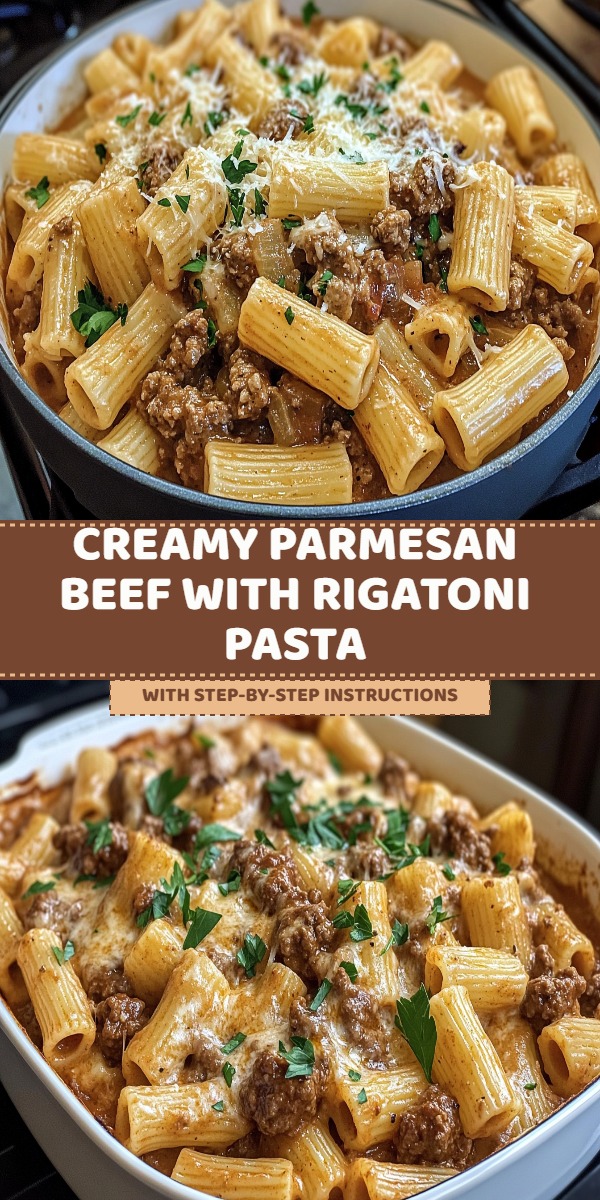 CREAMY PARMESAN
BEEF WITH RIGATONI
PASTA
WITH STEP-BY-STEP INSTRUCTIONS